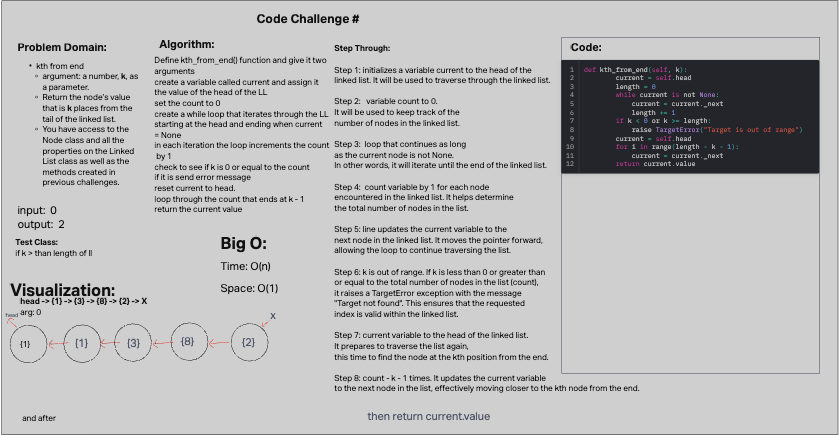 Code Challenge #
Problem Domain:
• kth from end
◦ argument: a number, k, as
a parameter.
◦ Return the node's value
that is k places from the
tail of the linked list.
◦ You have access to the
Node class and all the
properties on the Linked
List class as well as the
methods created in
previous challenges.
input: 0
output: 2
Test Class:
if k > than length of ll
Algorithm:
Define kth_from_end() function and give it two
arguments
create a variable called current and assign it
the value of the head of the LL
set the count to 0
create a while loop that iterates through the LL
starting at the head and ending when current
= None
in each iteration the loop increments the count
by 1
check to see if k is 0 or equal to the count
if it is send error message
reset current to head.
loop through the count that ends at k - 1
return the current value
Big O:
Time: O(n)
Space: O(1)
Visualization:
head -> {1} -> {3} -> {8} -> {2} -> X
arg: 0
head
{1}
{1}
{3}
{8}
{2}
X
and after
Step Through:
Step 1: initializes a variable current to the head of the
linked list. It will be used to traverse through the linked list.
Step 2: variable count to 0.
It will be used to keep track of the
number of nodes in the linked list.
Step 3: loop that continues as long
as the current node is not None.
In other words, it will iterate until the end of the linked list.
Step 4: count variable by 1 for each node
encountered in the linked list. It helps determine
the total number of nodes in the list.
Step 5: line updates the current variable to the
next node in the linked list. It moves the pointer forward,
allowing the loop to continue traversing the list.
Step 6: k is out of range. If k is less than 0 or greater than
or equal to the total number of nodes in the list (count),
it raises a TargetError exception with the message
"Target not found". This ensures that the requested
index is valid within the linked list.
Step 7: current variable to the head of the linked list.
It prepares to traverse the list again,
this time to find the node at the kth position from the end.
Step 8: count - k - 1 times. It updates the current variable
to the next node in the list, effectively moving closer to the kth node from the end.
then return current.value
Code:
1 def kth_from_end(self, k):
2 current = self.head
3 length = 0
4 while current is not None:
5 current = current._next
6 length += 1
7 if k < 0 or k >= length:
8 raise TargetError("Target is out of range")
9 current = self.head
10 for i in range(length - k - 1):
11 current = current._next
12 return current.value